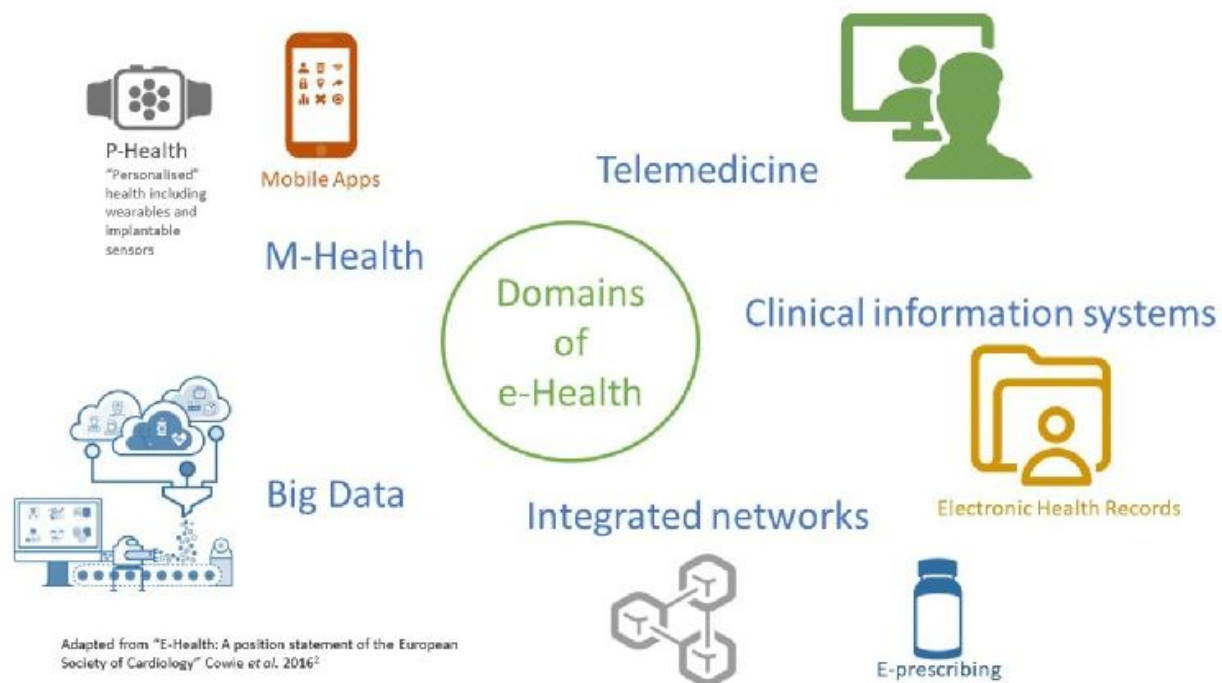 P-Health
"Personalised"
health including
wearables and
implantable
sensors
Mobile Apps
M-Health
Telemedicine
Domains
of
e-Health
Clinical information systems
Electronic Health Records
Big Data
Integrated networks
E-prescribing
Adapted from "E-Health: A position statement of the European
Society of Cardiology" Cowie et al. 2016²